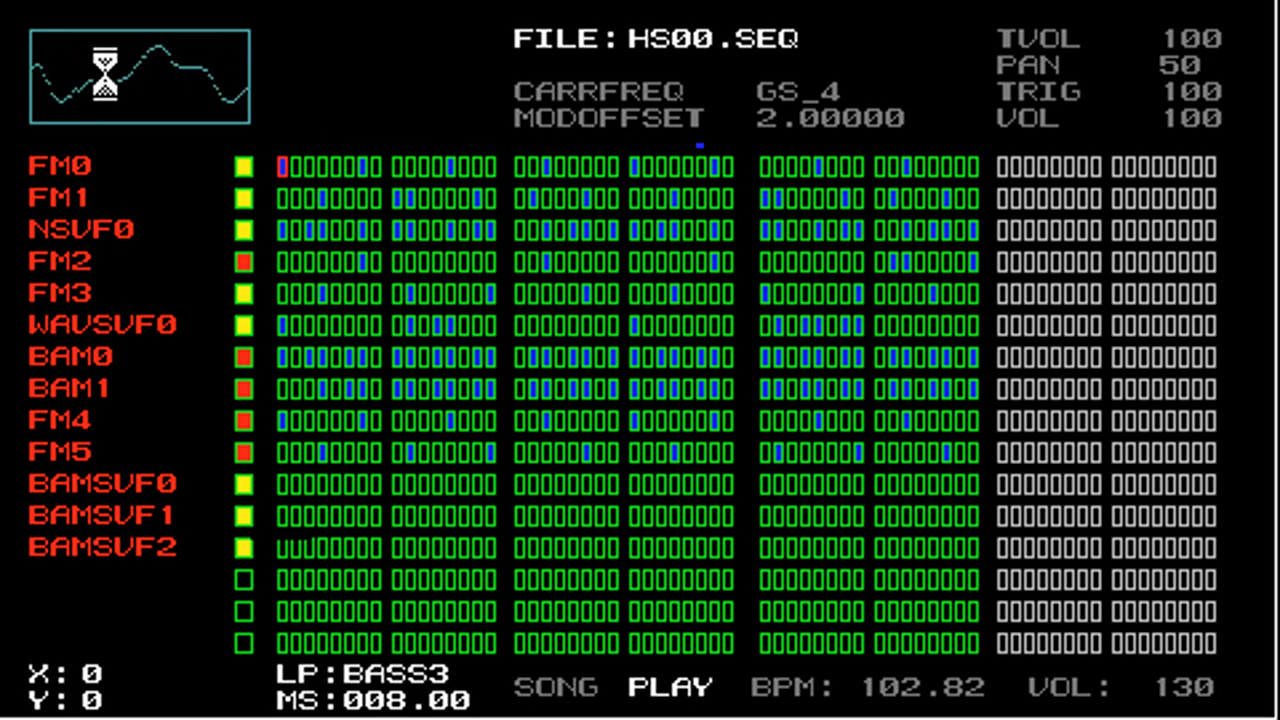 FILE: HS00.SEQ
TVOL 100
PAN 50
CARRFREQ GS_4
TRIG 100
MODOFFSET 2.00000
VOL 100
FM0
FM1
NSVF0
FM2
FM3
WAVSVF0
BAM0
BAM1
FM4
FM5
BAMSVF0
BAMSVF1
BAMSVF2
X: 0
Y: 0
LP:BASS3
MS:008.00
SONG PLAY BPM: 102.82 VOL: 130